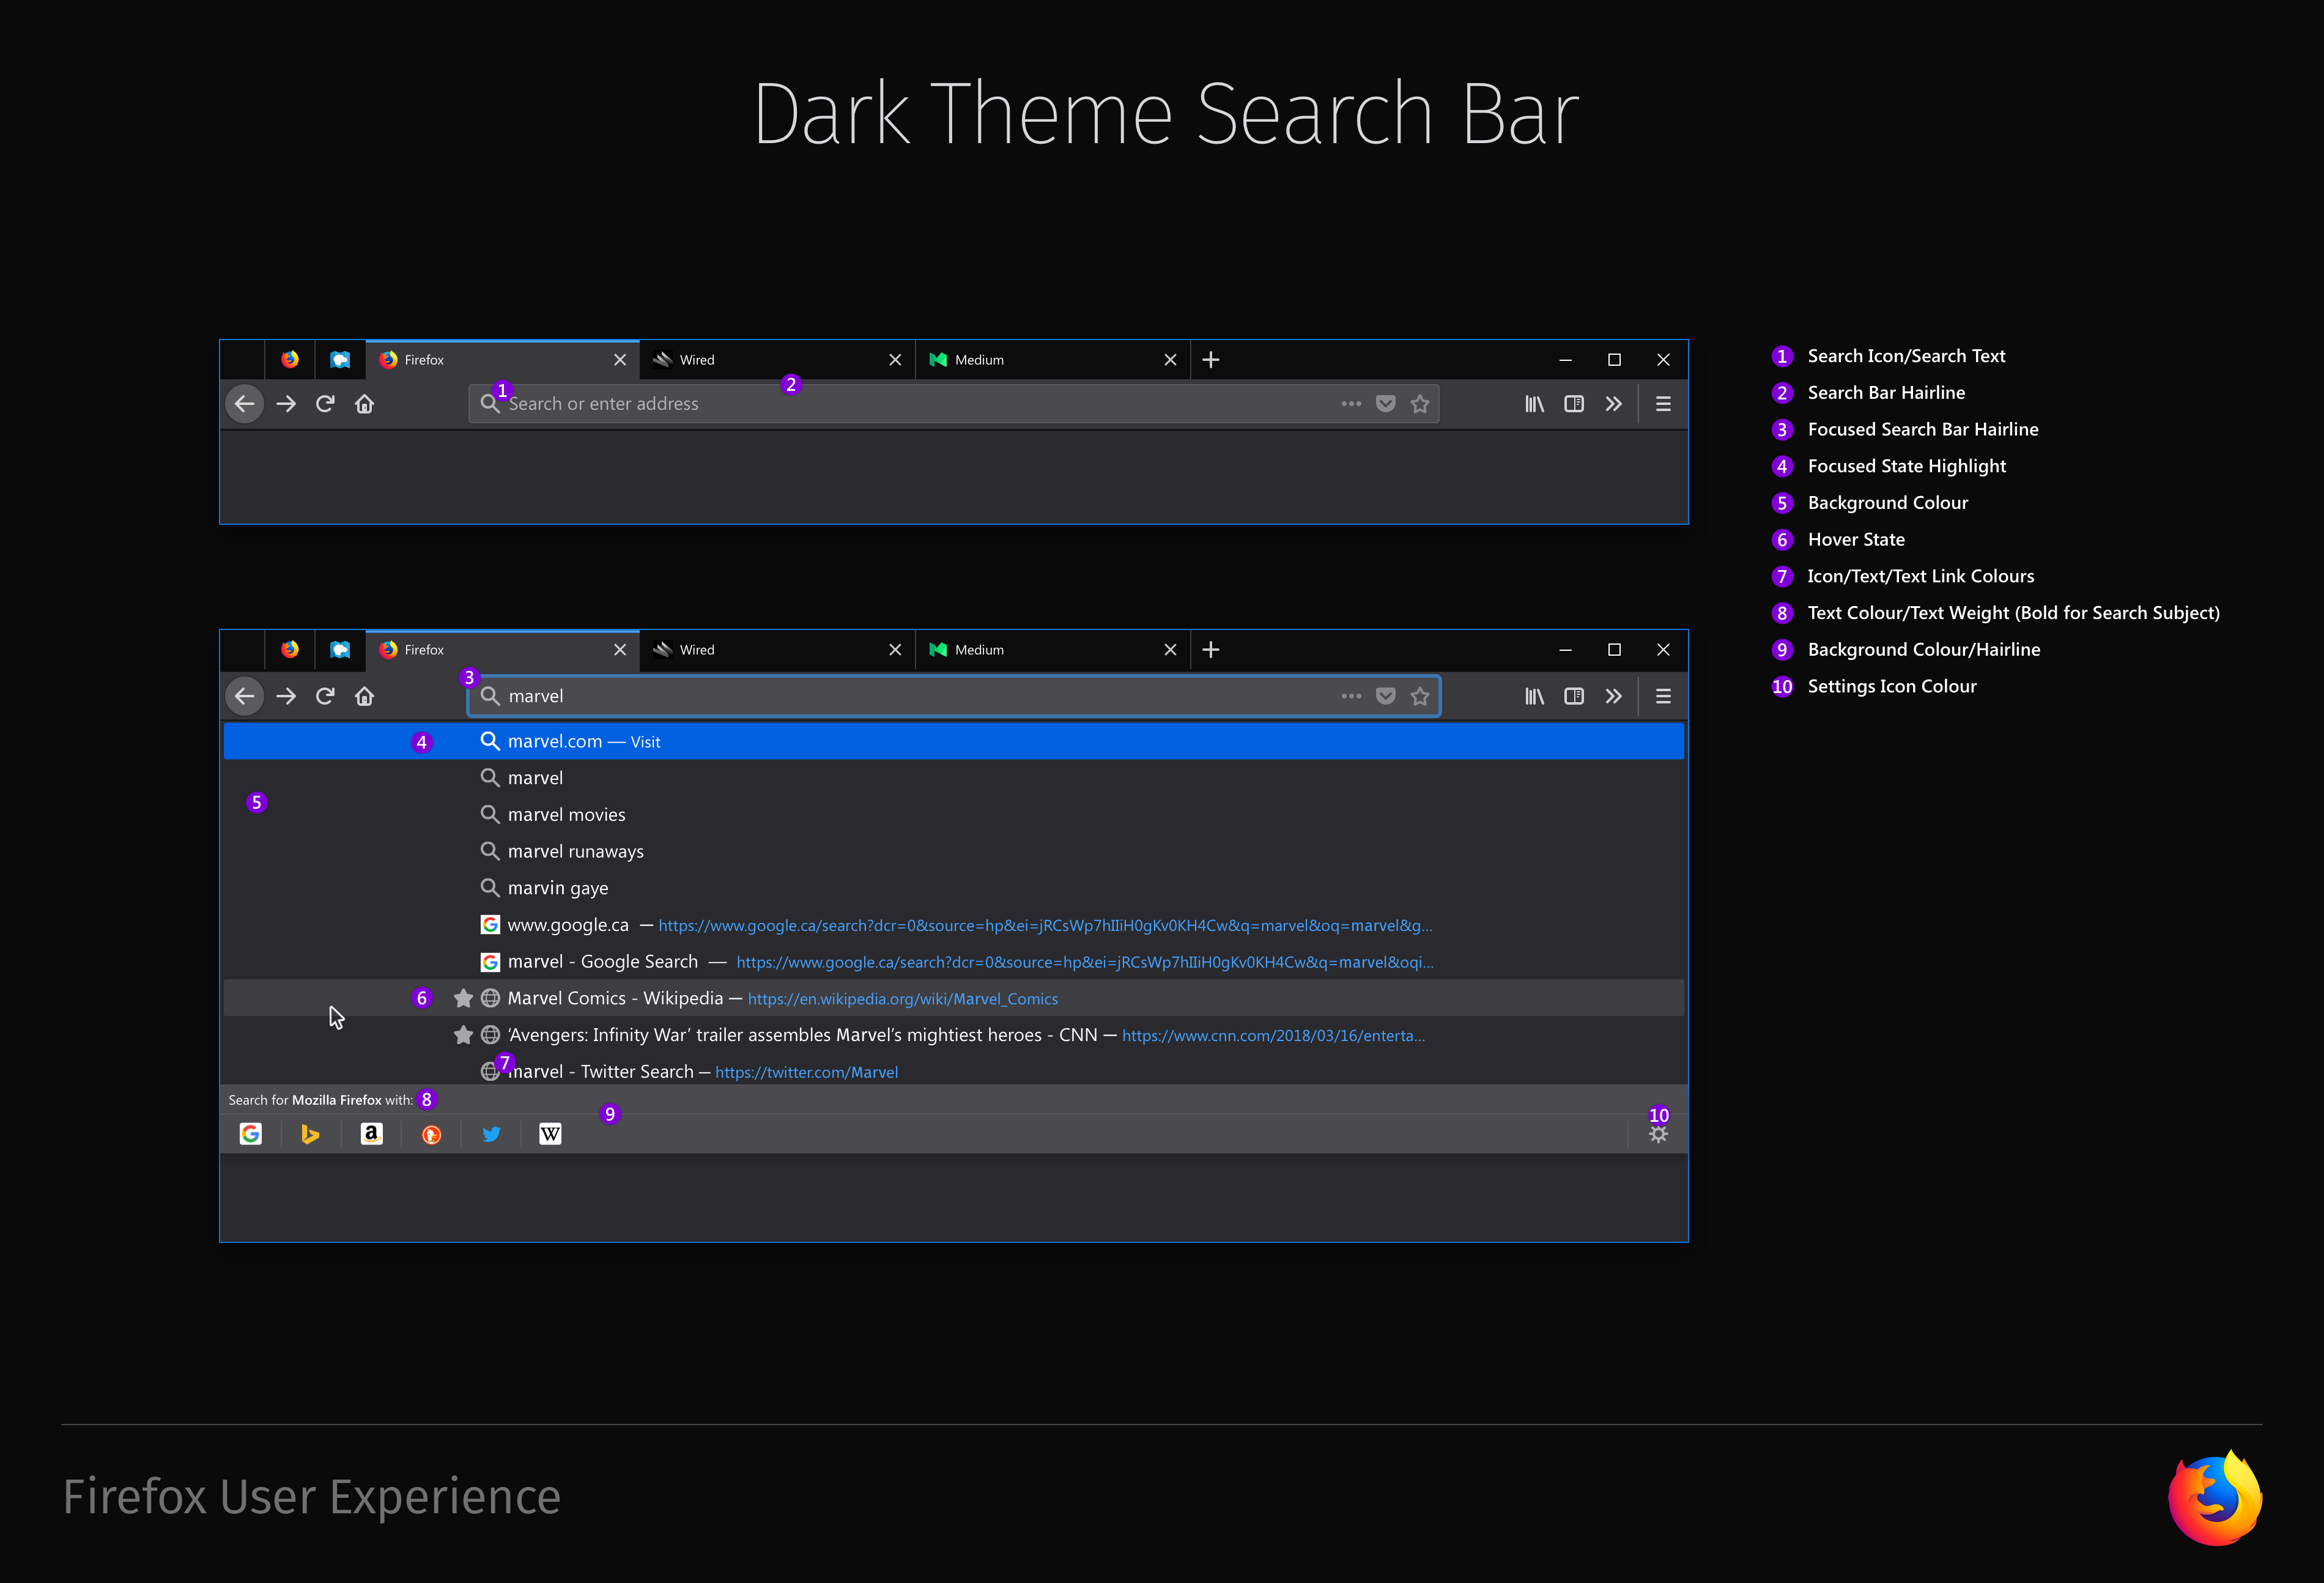 Dark Theme Search Bar
Firefox
Wired
Medium
1
Search or enter address
2
1 Search Icon/Search Text
2 Search Bar Hairline
3 Focused Search Bar Hairline
4 Focused State Highlight
5 Background Colour
6 Hover State
7 Icon/Text/Text Link Colours
8 Text Colour/Text Weight (Bold for Search Subject)
9 Background Colour/Hairline
10 Settings Icon Colour
Firefox
Wired
Medium
3
marvel
4 marvel.com — Visit
marvel
5
marvel movies
marvel runaways
marvin gaye
www.google.ca — https://www.google.ca/search?dcr=0&source=hp&ei=jRCsWp7hIIiH0gKv0KH4Cw&q=marvel&oq=marvel&g...
marvel - Google Search — https://www.google.ca/search?dcr=0&source=hp&ei=jRCsWp7hIIiH0gKv0KH4Cw&q=marvel&oqi...
6 Marvel Comics - Wikipedia — https://en.wikipedia.org/wiki/Marvel_Comics
‘Avengers: Infinity War’ trailer assembles Marvel’s mightiest heroes - CNN — https://www.cnn.com/2018/03/16/enterta...
7
marvel - Twitter Search — https://twitter.com/Marvel
Search for Mozilla Firefox with: 8
9
10
G a W
Firefox User Experience